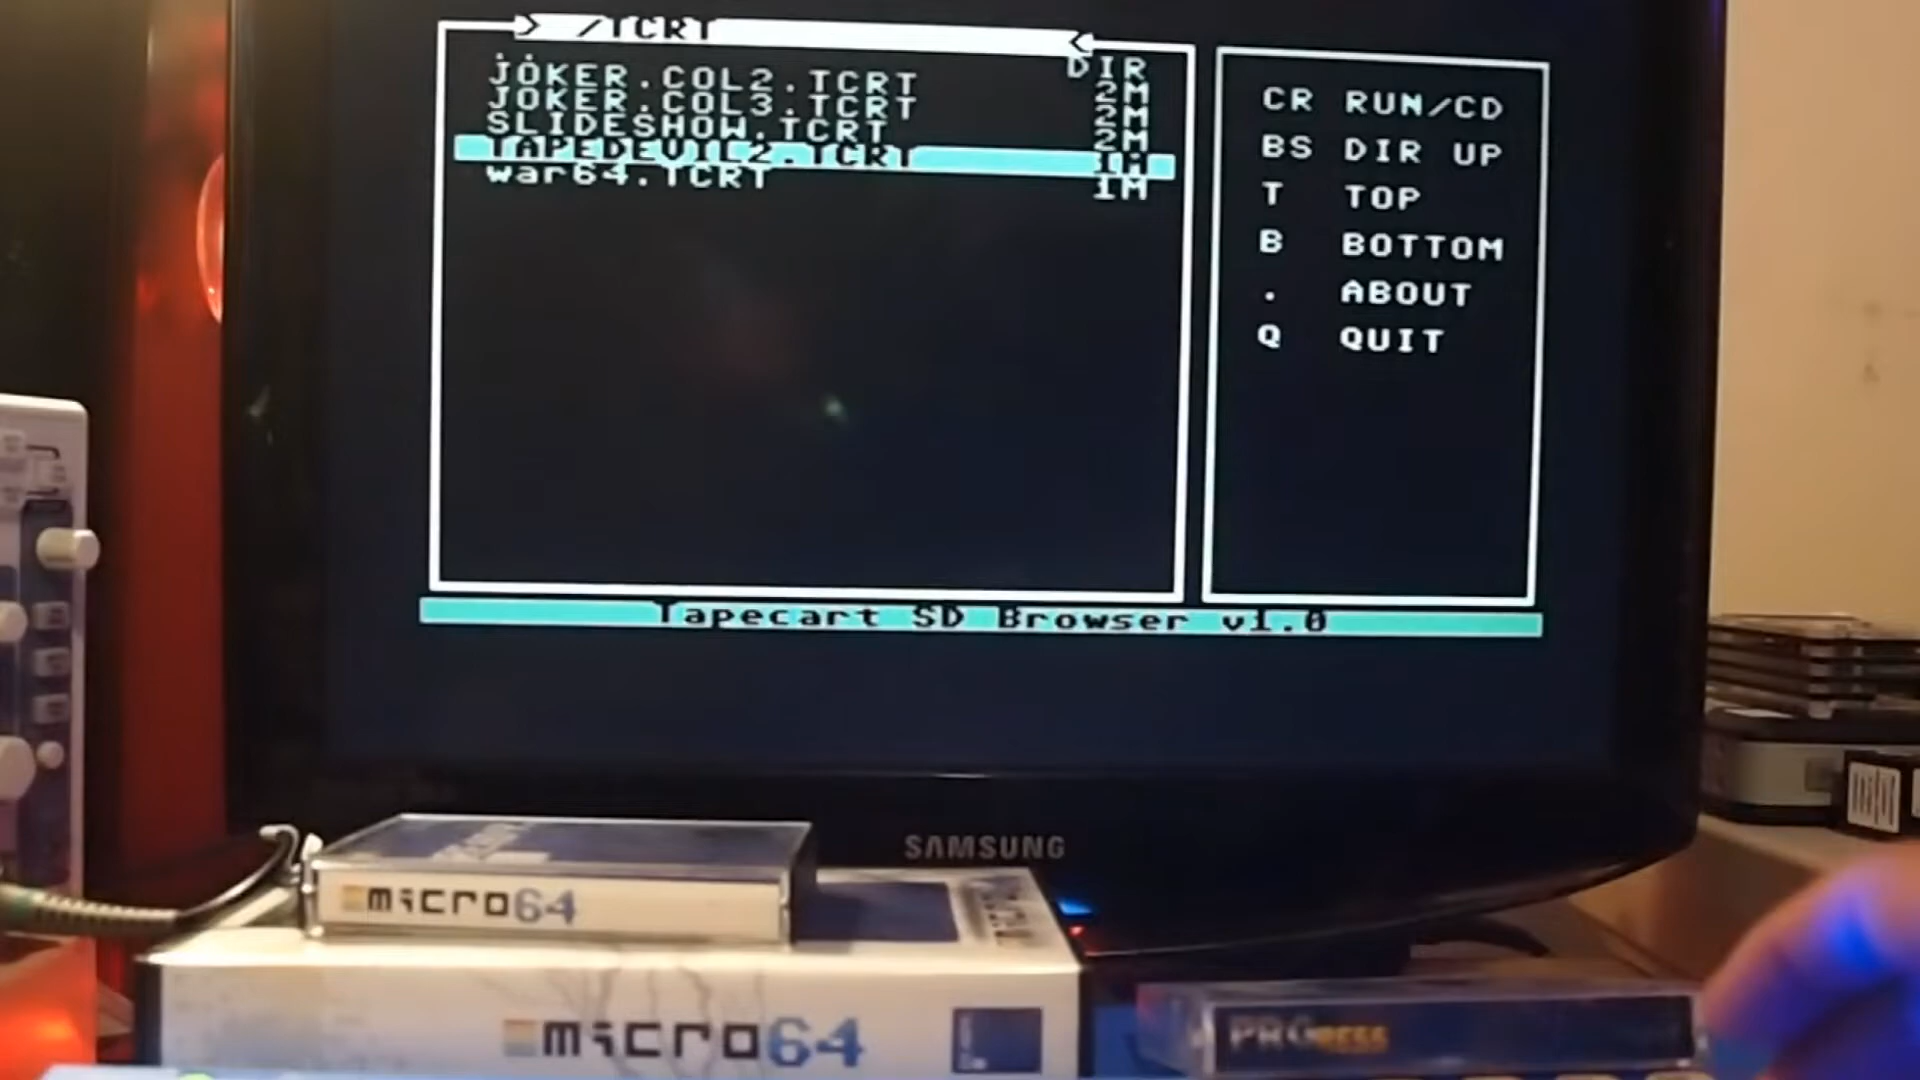 > /TCRT <
.. DIR
JOKER.COL2.TCRT 2M
JOKER.COL3.TCRT 2M
SLIDESHOW.TCRT 2M
TAPEDEVIL2.TCRT 1M
war64.TCRT 1M
CR RUN/CD
BS DIR UP
T TOP
B BOTTOM
. ABOUT
Q QUIT
Tapecart SD Browser v1.0
SAMSUNG
micro64
micro64
PROGRESS